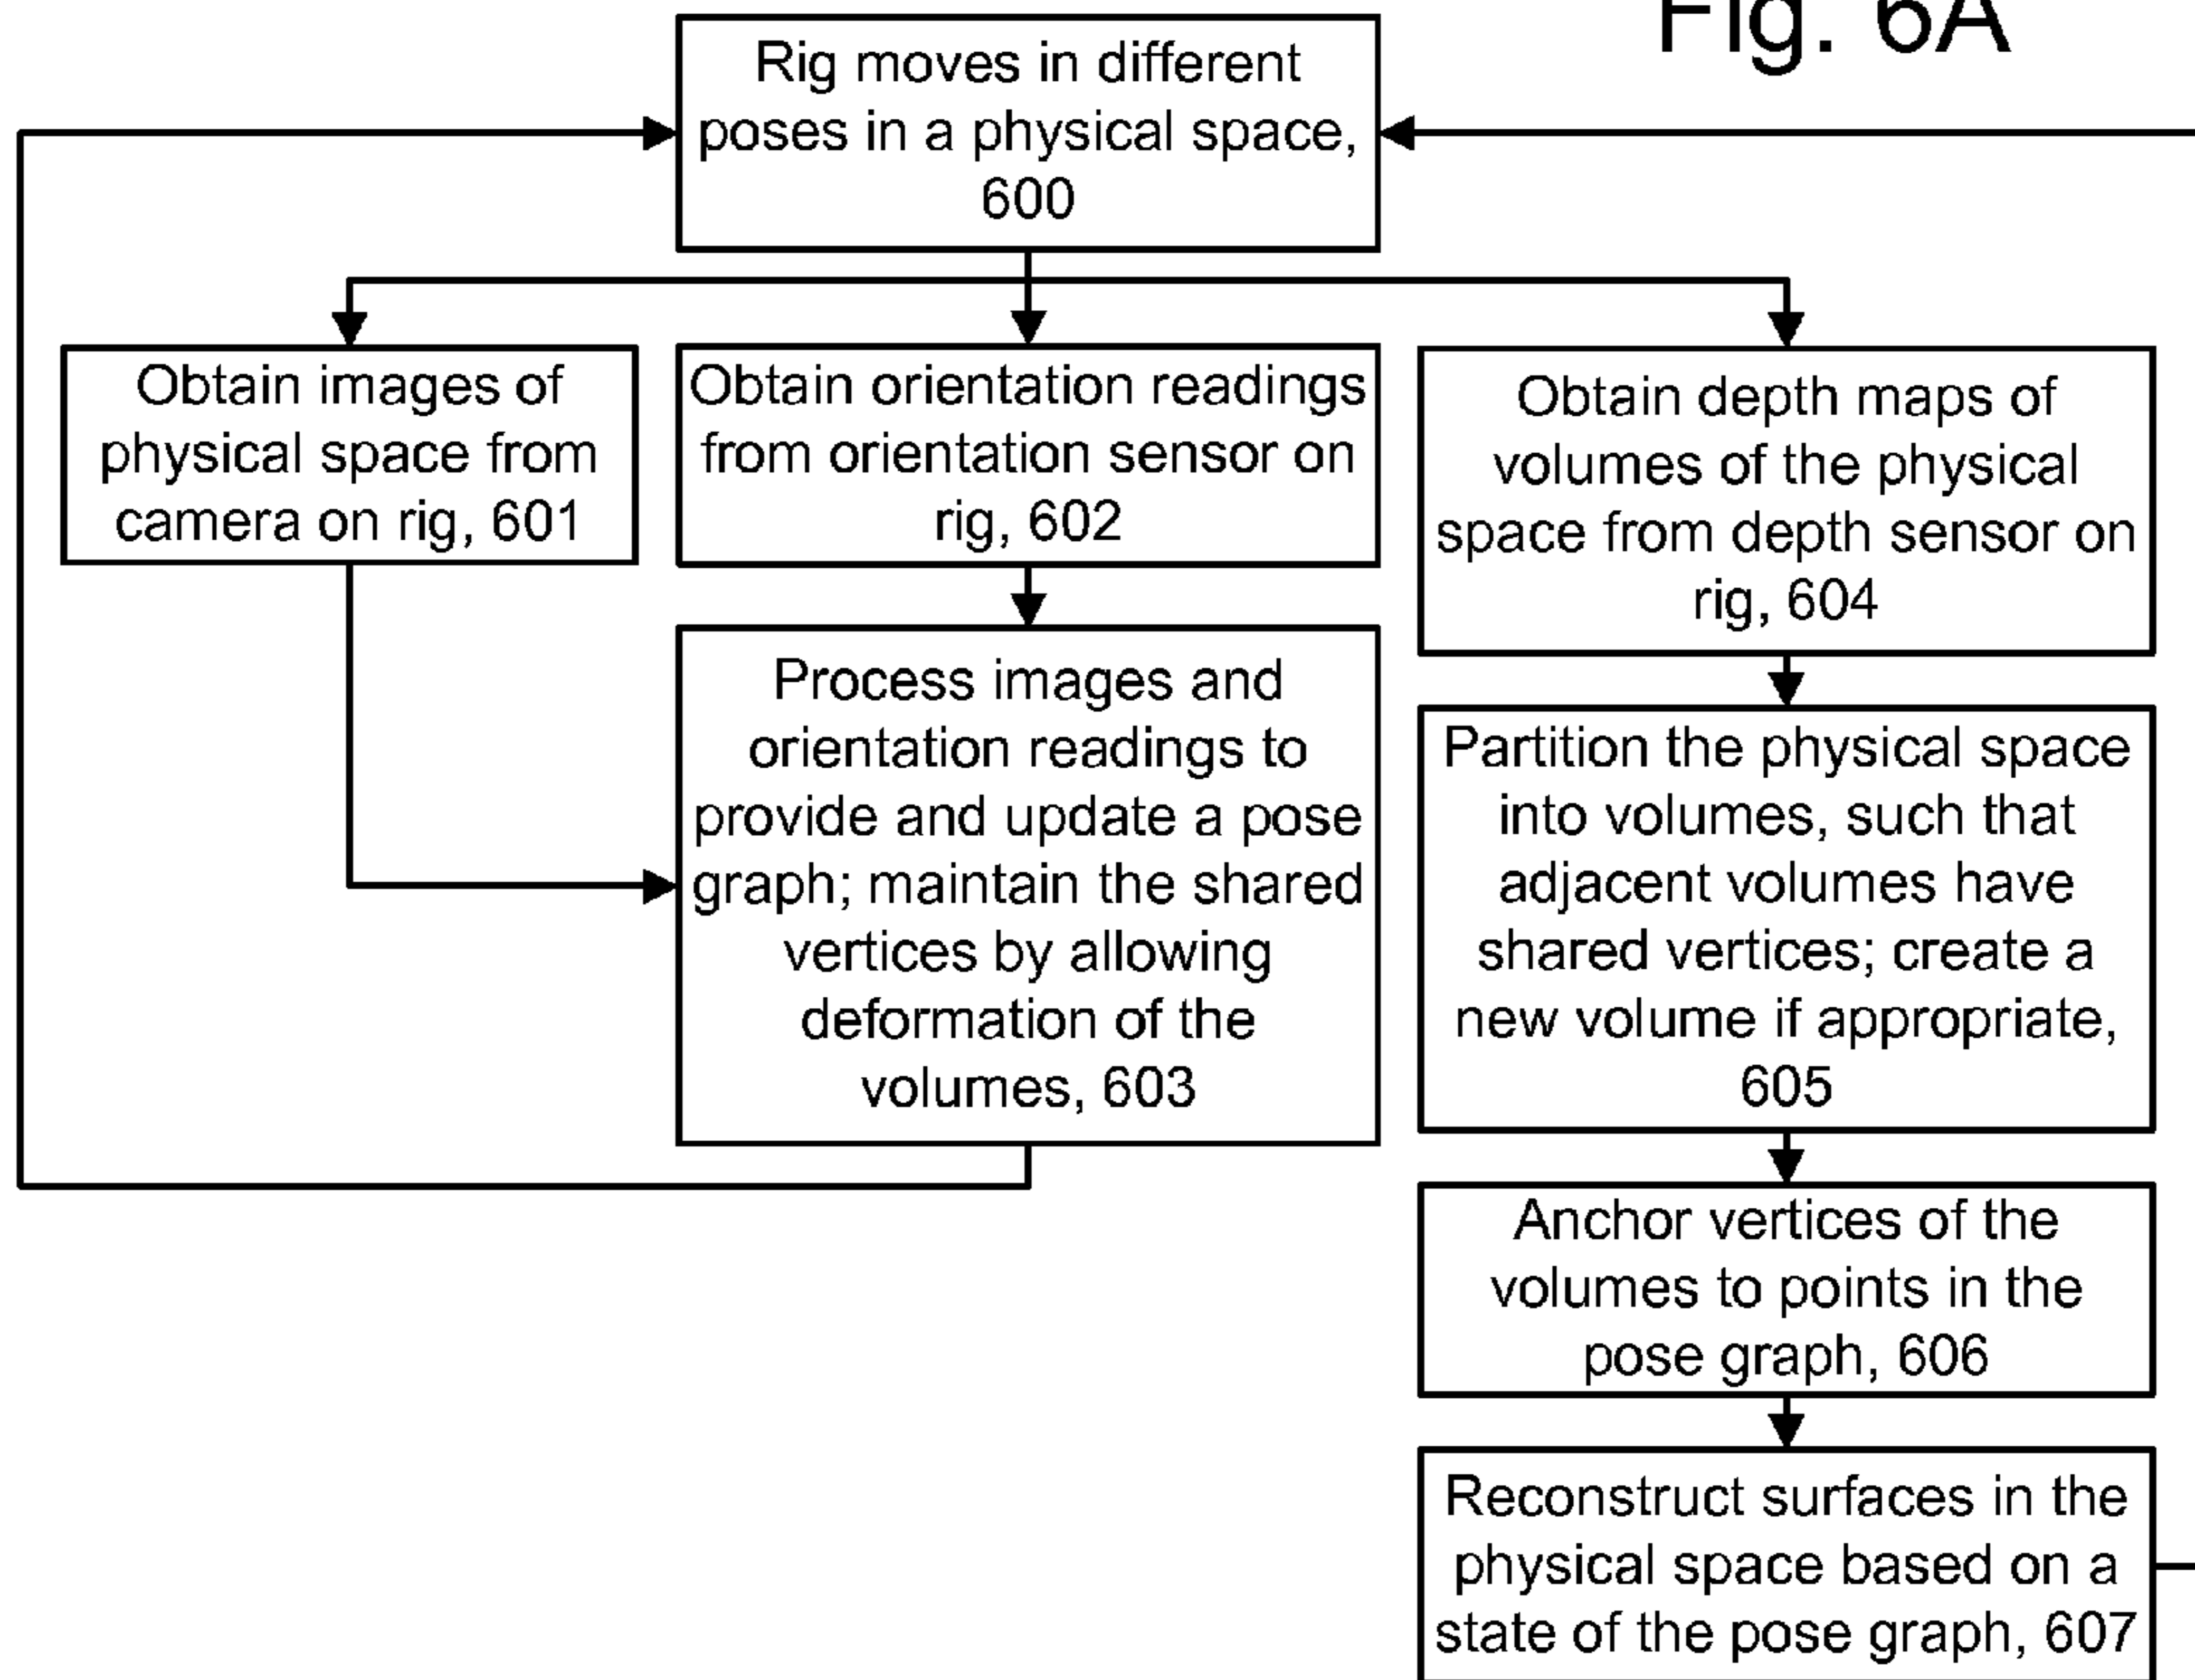 Fig. 6A
Rig moves in different
poses in a physical space,
600
Obtain images of
physical space from
camera on rig, 601
Obtain orientation readings
from orientation sensor on
rig, 602
Obtain depth maps of
volumes of the physical
space from depth sensor on
rig, 604
Process images and
orientation readings to
provide and update a pose
graph; maintain the shared
vertices by allowing
deformation of the
volumes, 603
Partition the physical space
into volumes, such that
adjacent volumes have
shared vertices; create a
new volume if appropriate,
605
Anchor vertices of the
volumes to points in the
pose graph, 606
Reconstruct surfaces in the
physical space based on a
state of the pose graph, 607